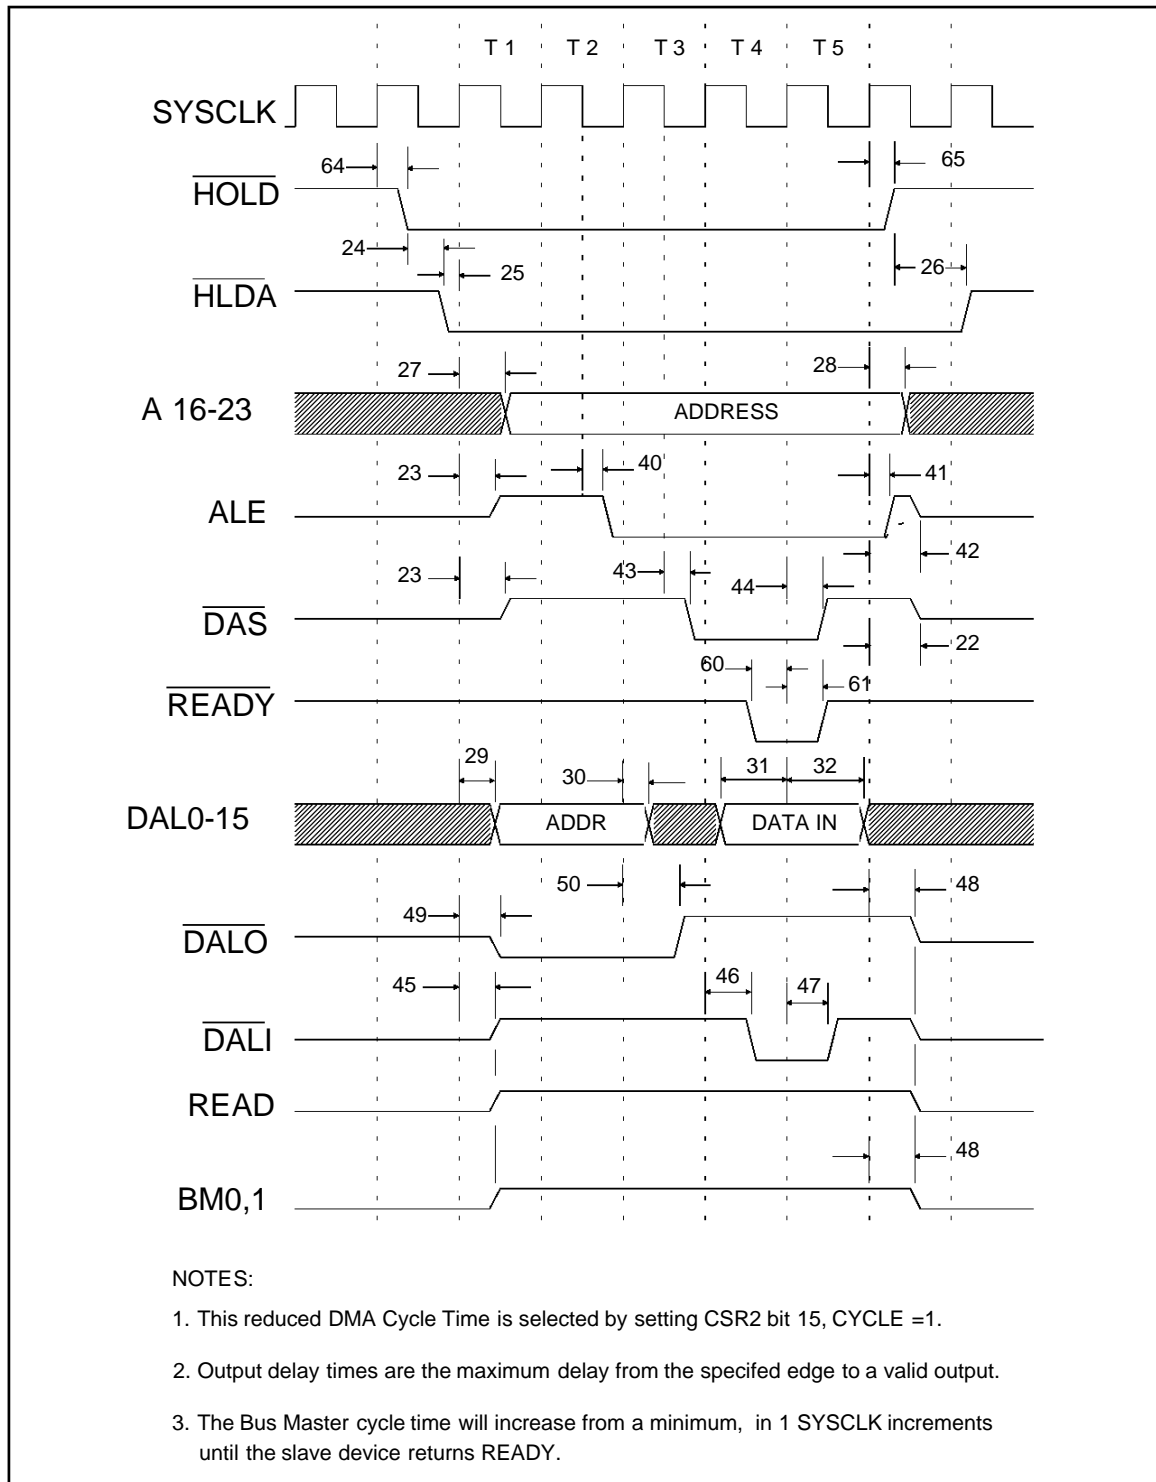 T 1 T 2 T 3 T 4 T 5
SYSCLK
64 65
HOLD
24 25 26
HLDA
27 28
A 16-23 ADDRESS
23 40 41
ALE
42
23 43 44
DAS
22
60
61
READY
29 30 31 32
DAL0-15 ADDR DATA IN
50 48
49
DALO
45 46 47
DALI
READ
48
BM0,1
NOTES:
1. This reduced DMA Cycle Time is selected by setting CSR2 bit 15, CYCLE =1.
2. Output delay times are the maximum delay from the specifed edge to a valid output.
3. The Bus Master cycle time will increase from a minimum, in 1 SYSCLK increments
until the slave device returns READY.